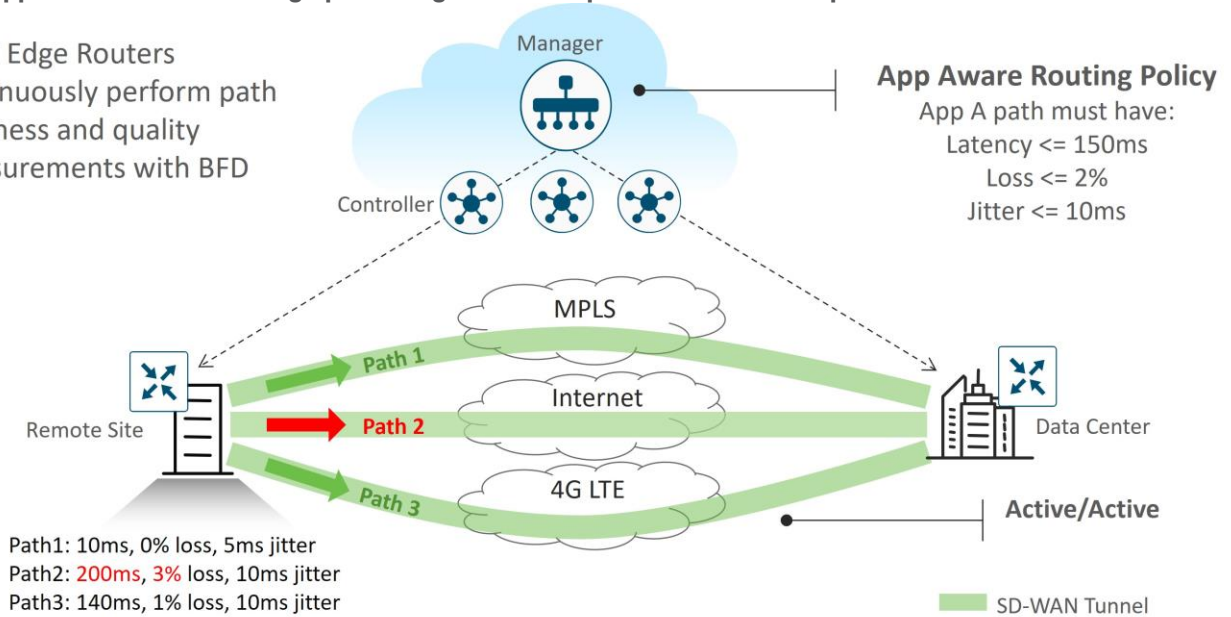 Edge Routers
perform path
and quality
with BFD
Manager
Controller
App Aware Routing Policy
App A path must have:
Latency <= 150ms
Loss <= 2%
Jitter <= 10ms
MPLS
Path 1
Internet
Path 2
4G LTE
Path 3
Remote Site
Data Center
Active/Active
Path1: 10ms, 0% loss, 5ms jitter
Path2: 200ms, 3% loss, 10ms jitter
Path3: 140ms, 1% loss, 10ms jitter
SD-WAN Tunnel